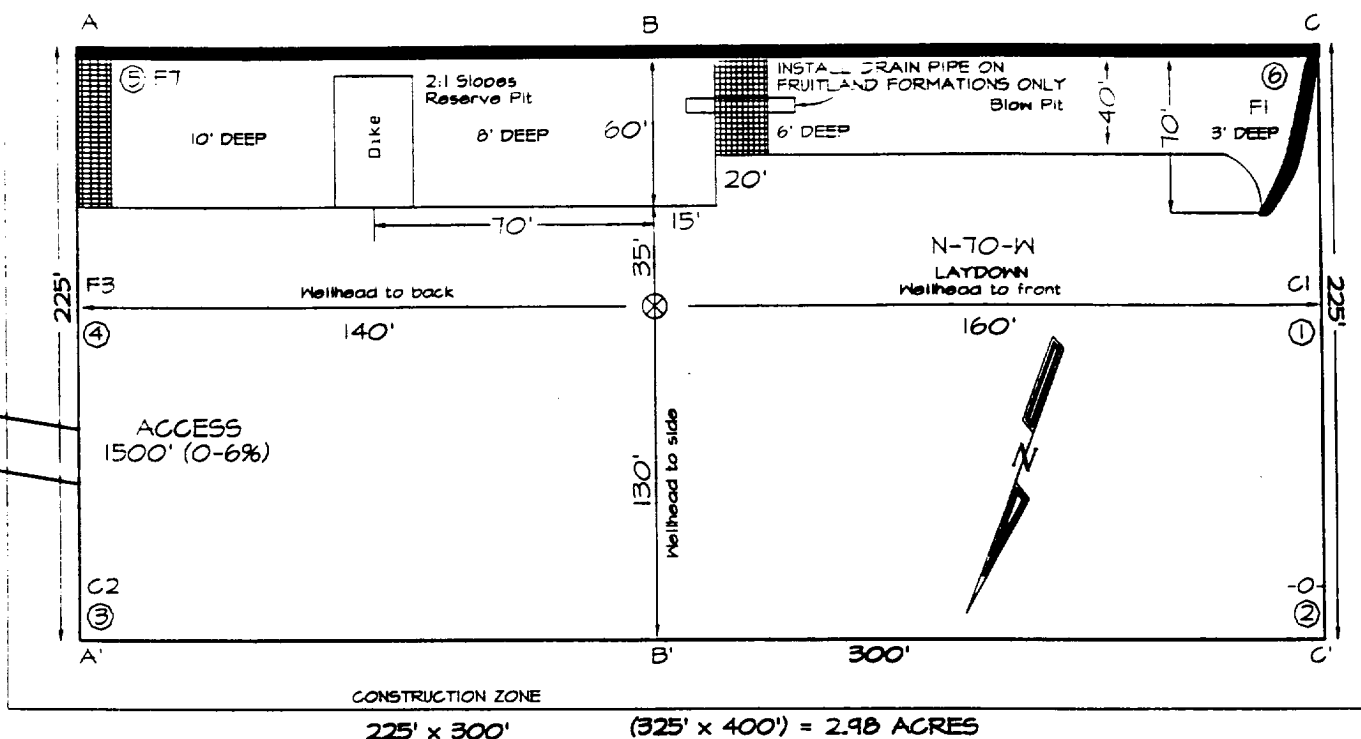 A B C
⑤ F7
2:1 Slopes
Reserve Pit
10' DEEP
Dike
8' DEEP
60'
DRAIN PIPE ON
FRUITLAND FORMATIONS ONLY
Blow Pit
6' DEEP
40'
70'
⑥
F1
3' DEEP
20'
70'
15'
35'
N-70-W
LAYDOWN
Wellhead to front
225'
F3
Wellhead to back
C1
225'
④
140'
160'
①
ACCESS
1500' (0-6%)
130'
Wellhead to side
N
C2
③
-0-
②
A' B' 300' C'
CONSTRUCTION ZONE
225' x 300' (325' x 400') = 2.98 ACRES